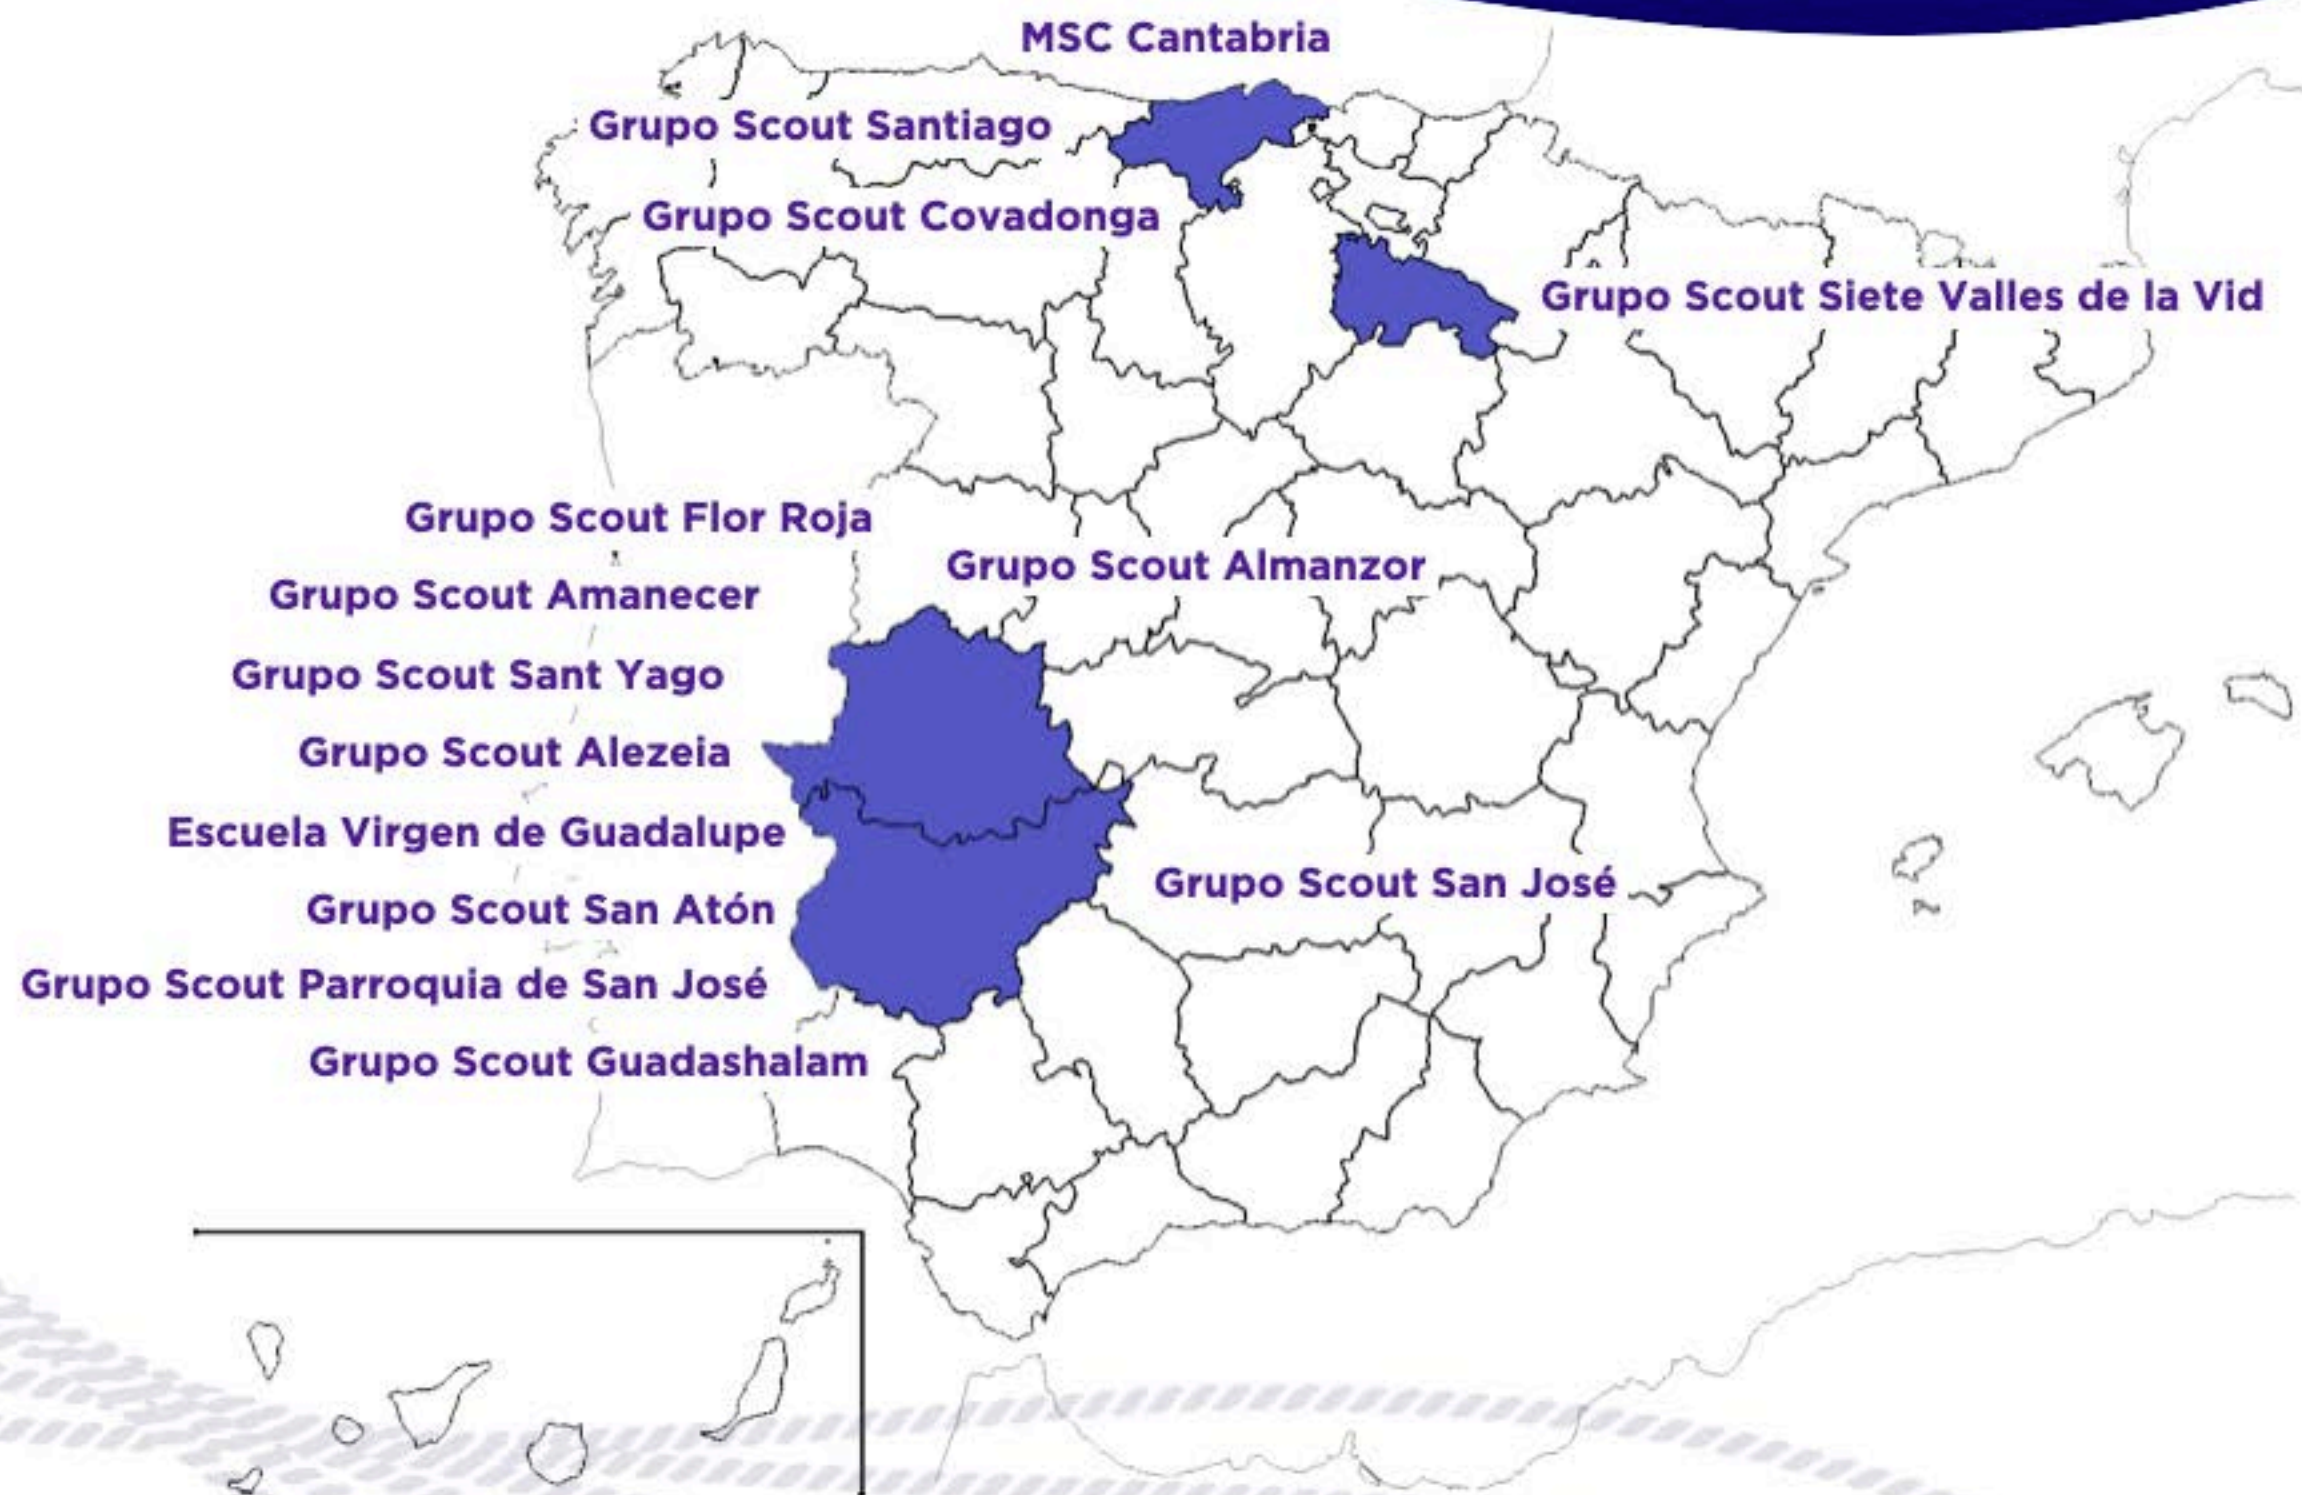 MSC Cantabria
Grupo Scout Santiago
Grupo Scout Covadonga
Grupo Scout Siete Valles de la Vid
Grupo Scout Flor Roja
Grupo Scout Almanzor
Grupo Scout Amanecer
Grupo Scout Sant Yago
Grupo Scout Alezeia
Escuela Virgen de Guadalupe
Grupo Scout San José
Grupo Scout San Atón
Grupo Scout Parroquia de San José
Grupo Scout Guadashalam